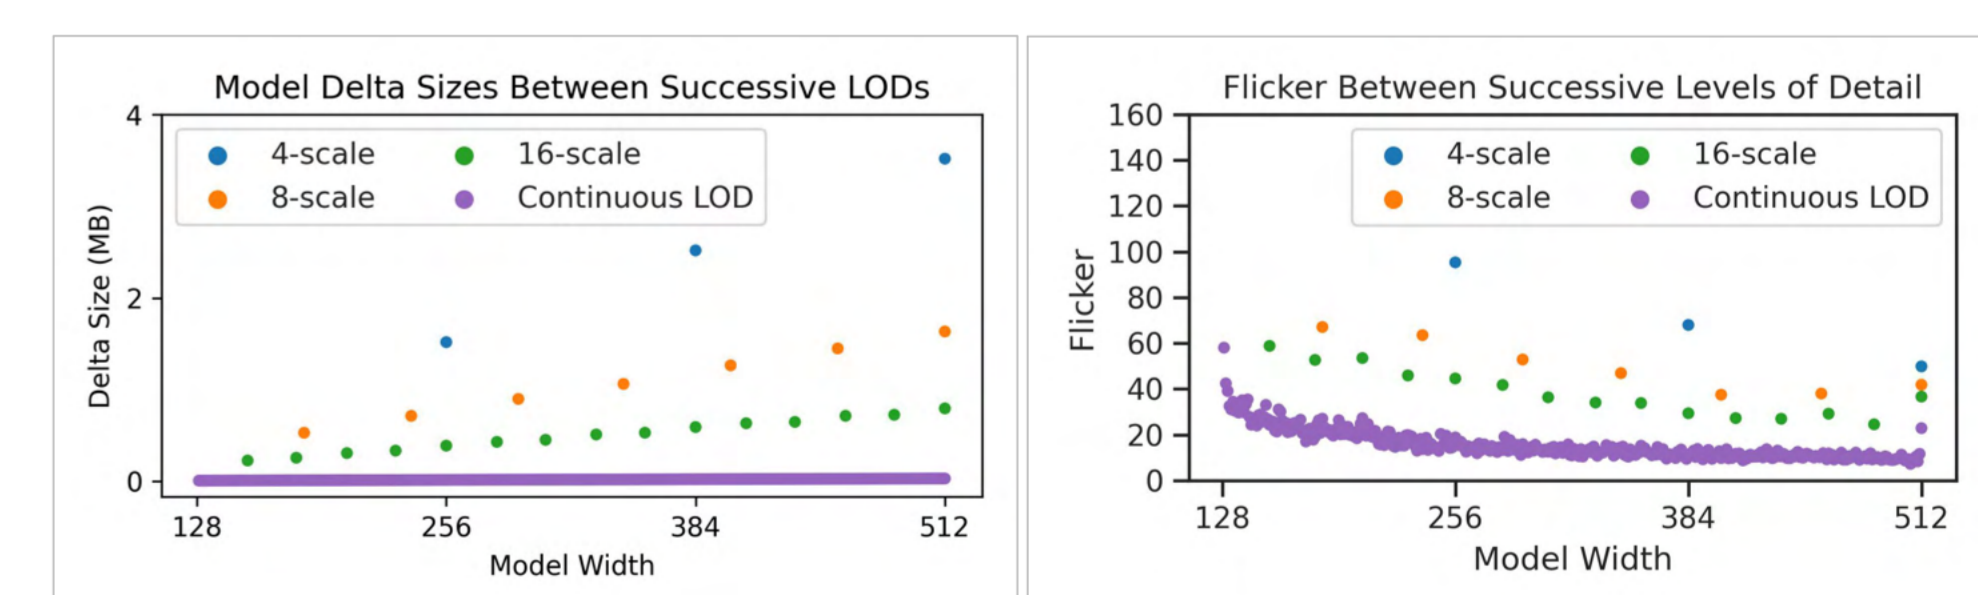 Model Delta Sizes Between Successive LODs
4
2
0
Delta Size (MB)
4-scale
8-scale
16-scale
Continuous LOD
128 256 384 512
Model Width
Flicker Between Successive Levels of Detail
160
140
120
100
80
60
40
20
0
Flicker
4-scale
8-scale
16-scale
Continuous LOD
128 256 384 512
Model Width